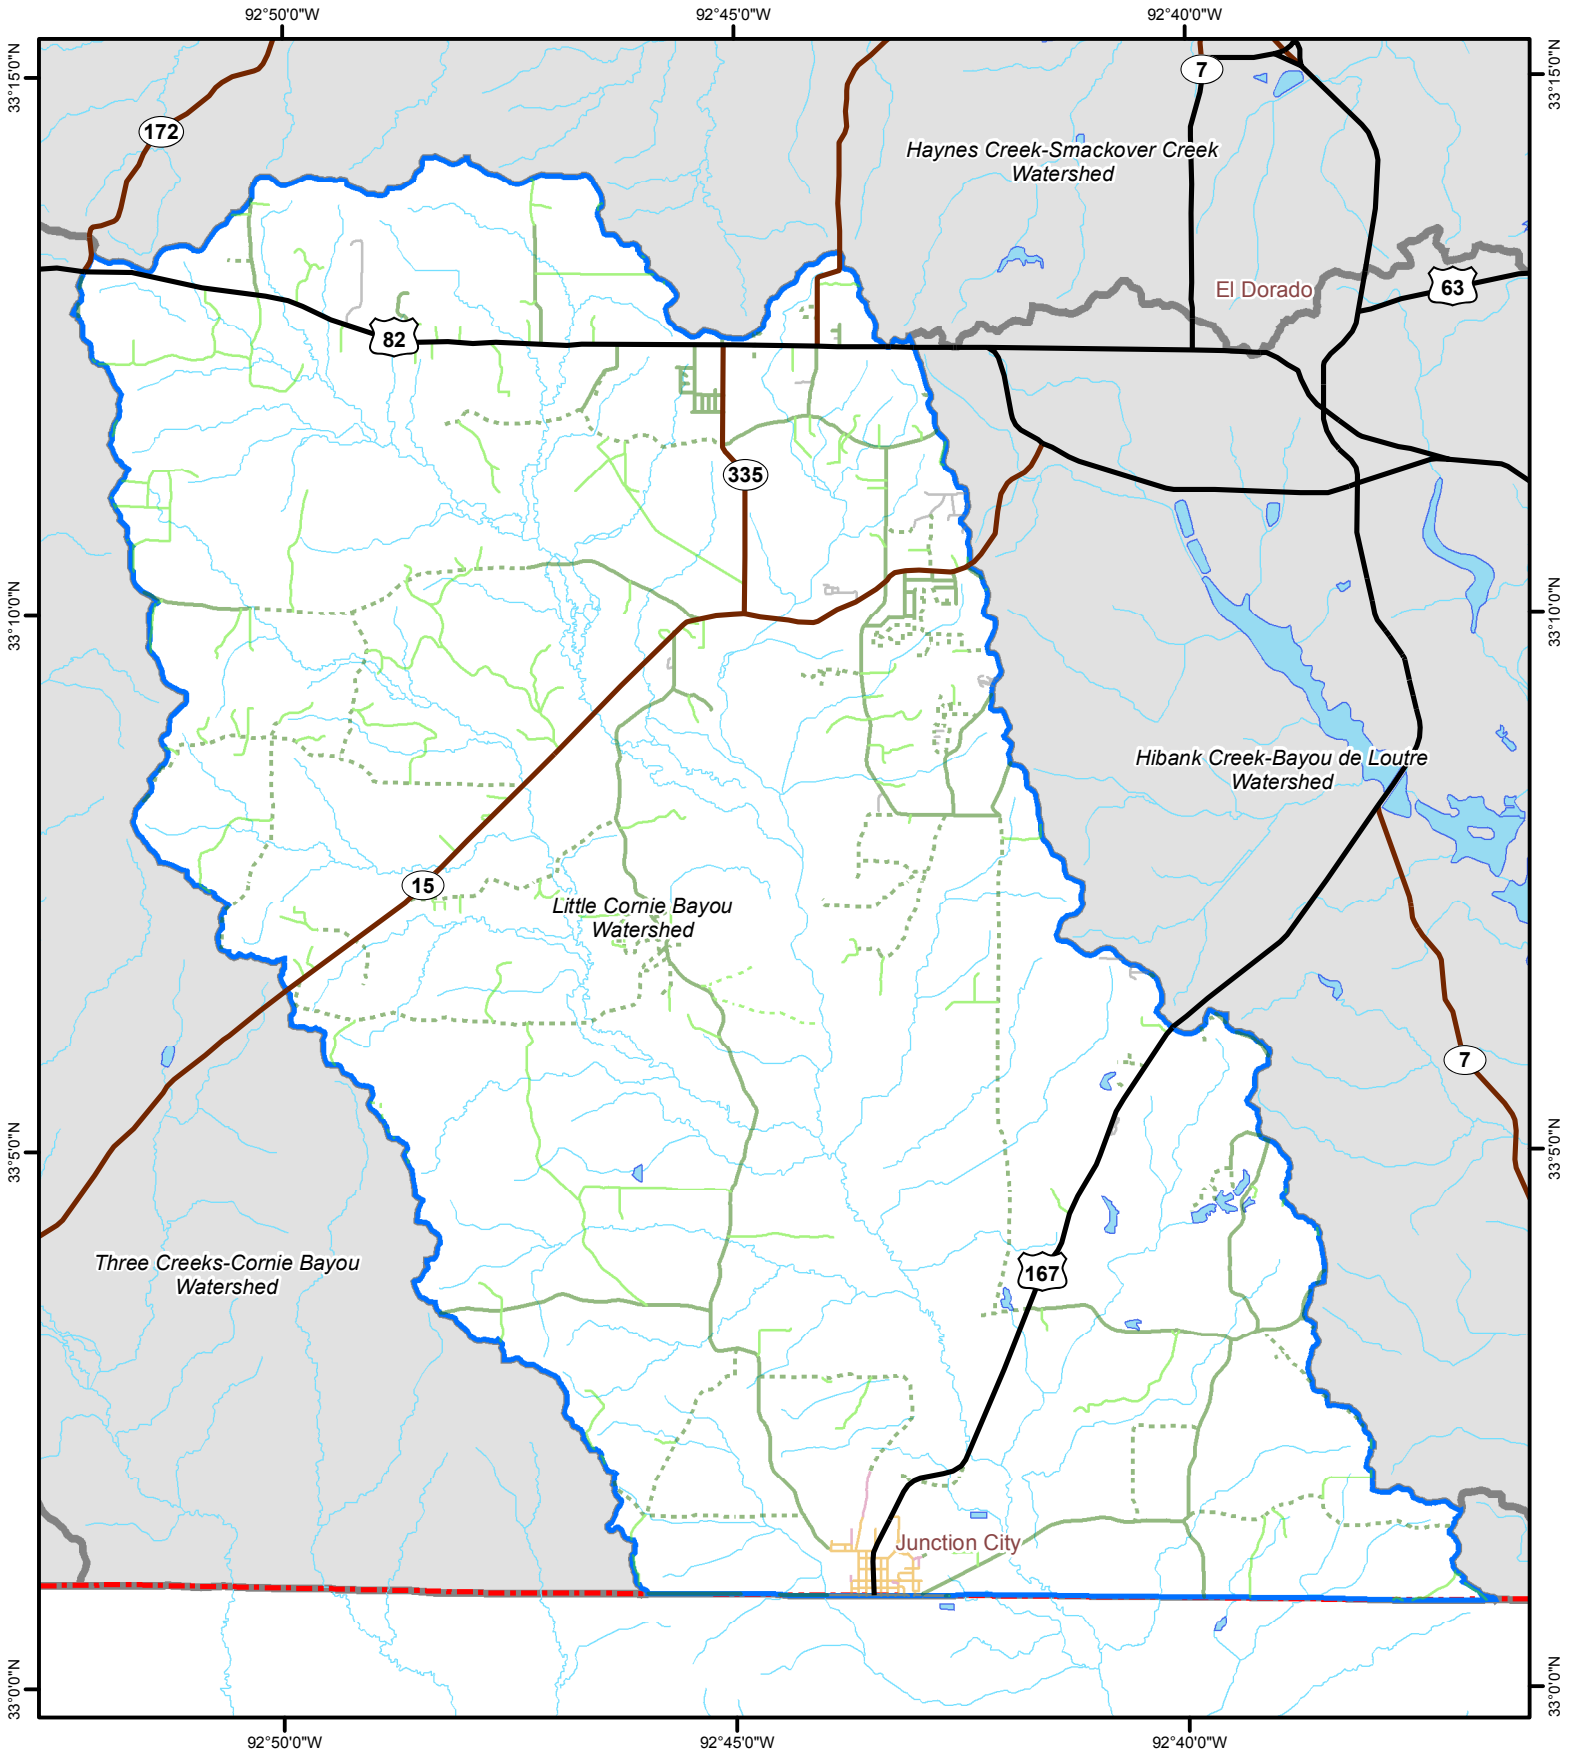 92°50'0"W
92°45'0"W
92°40'0"W
33°15'0"N
33°15'0"N
7
172
Haynes Creek-Smackover Creek
Watershed
El Dorado
63
82
335
33°10'0"N
33°10'0"N
Hibank Creek-Bayou de Loutre
Watershed
15
Little Cornie Bayou
Watershed
7
33°5'0"N
33°5'0"N
Three Creeks-Cornie Bayou
Watershed
167
Junction City
33°0'0"N
33°0'0"N
92°50'0"W
92°45'0"W
92°40'0"W